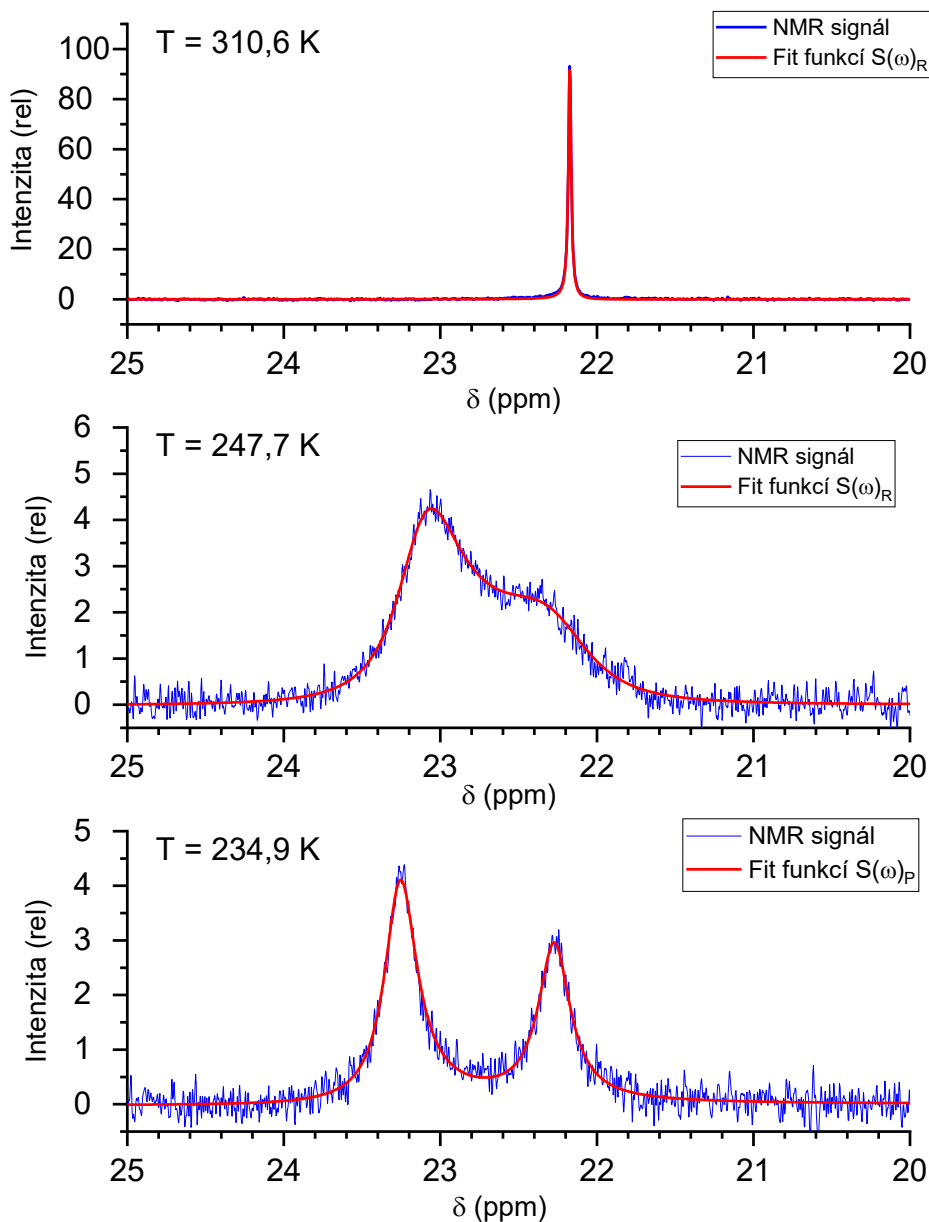 T = 310,6 K
NMR signál
Fit funkcí S(ω)R
Intenzita (rel)
100
80
60
40
20
0
25 24 23 22 21 20
δ (ppm)
T = 247,7 K
NMR signál
Fit funkcí S(ω)R
Intenzita (rel)
6
5
4
3
2
1
0
25 24 23 22 21 20
δ (ppm)
T = 234,9 K
NMR signál
Fit funkcí S(ω)P
Intenzita (rel)
5
4
3
2
1
0
25 24 23 22 21 20
δ (ppm)